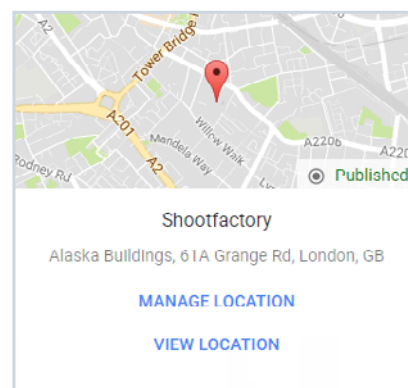 A2
Tower Bridge
A201
Mandela Way
Willow Walk
A2206
A220
A2
Rodney Rd
Published
Shootfactory
Alaska Buildings, 61A Grange Rd, London, GB
MANAGE LOCATION
VIEW LOCATION